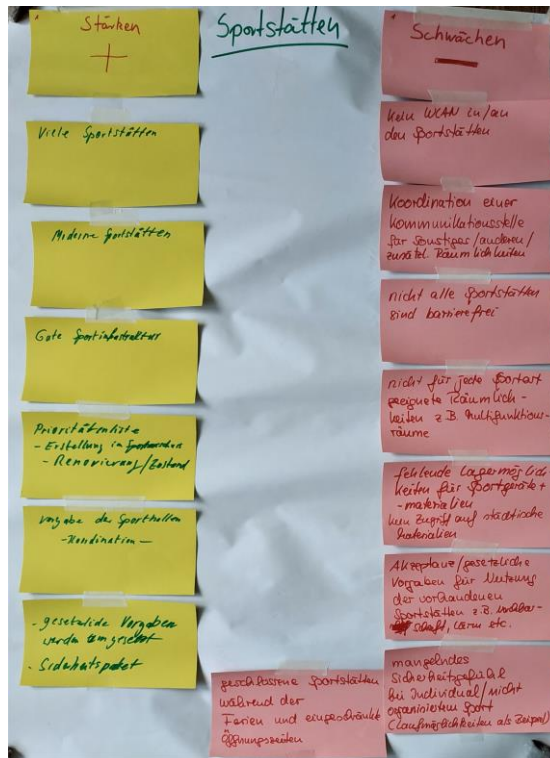 Sportstätten
Stärken
+
Viele Sportstätten
Moderne Sportstätten
Gute Sportinfrastruktur
Prioritätenliste
- Erstellung in
- Renovierung/Zustand
Vergabe der Sporthallen
- Koordination -
- gesetzliche Vorgaben
werden umgesetzt
- Sicherheitspaket
Schwächen
-
Kein WLAN in/an
den Sportstätten
Koordination einer
Kommunikationsstelle
für sonstiges/anderen/
zusätzl. Räumlichkeiten
nicht alle Sportstätten
sind barrierefrei
nicht für jede Sportart
geeignete Räumlich-
keiten z.B. Multifunktions-
räume
fehlende Lagermöglich
keiten für Sportgeräte +
- materialien
kein Zugriff auf städtische
Materialien
Akzeptanz/gesetzliche
Vorgaben für Nutzung
der vorhandenen
Sportstätten z.B. Nachbar-
schaft, Lärm etc.
mangelndes
Sicherheitsgefühl
bei Individual/nicht
organisiertem Sport
(Laufmöglichkeiten als Beispiel)
geschlossene Sportstätten
während der
Ferien und eingeschränkte
Öffnungszeiten